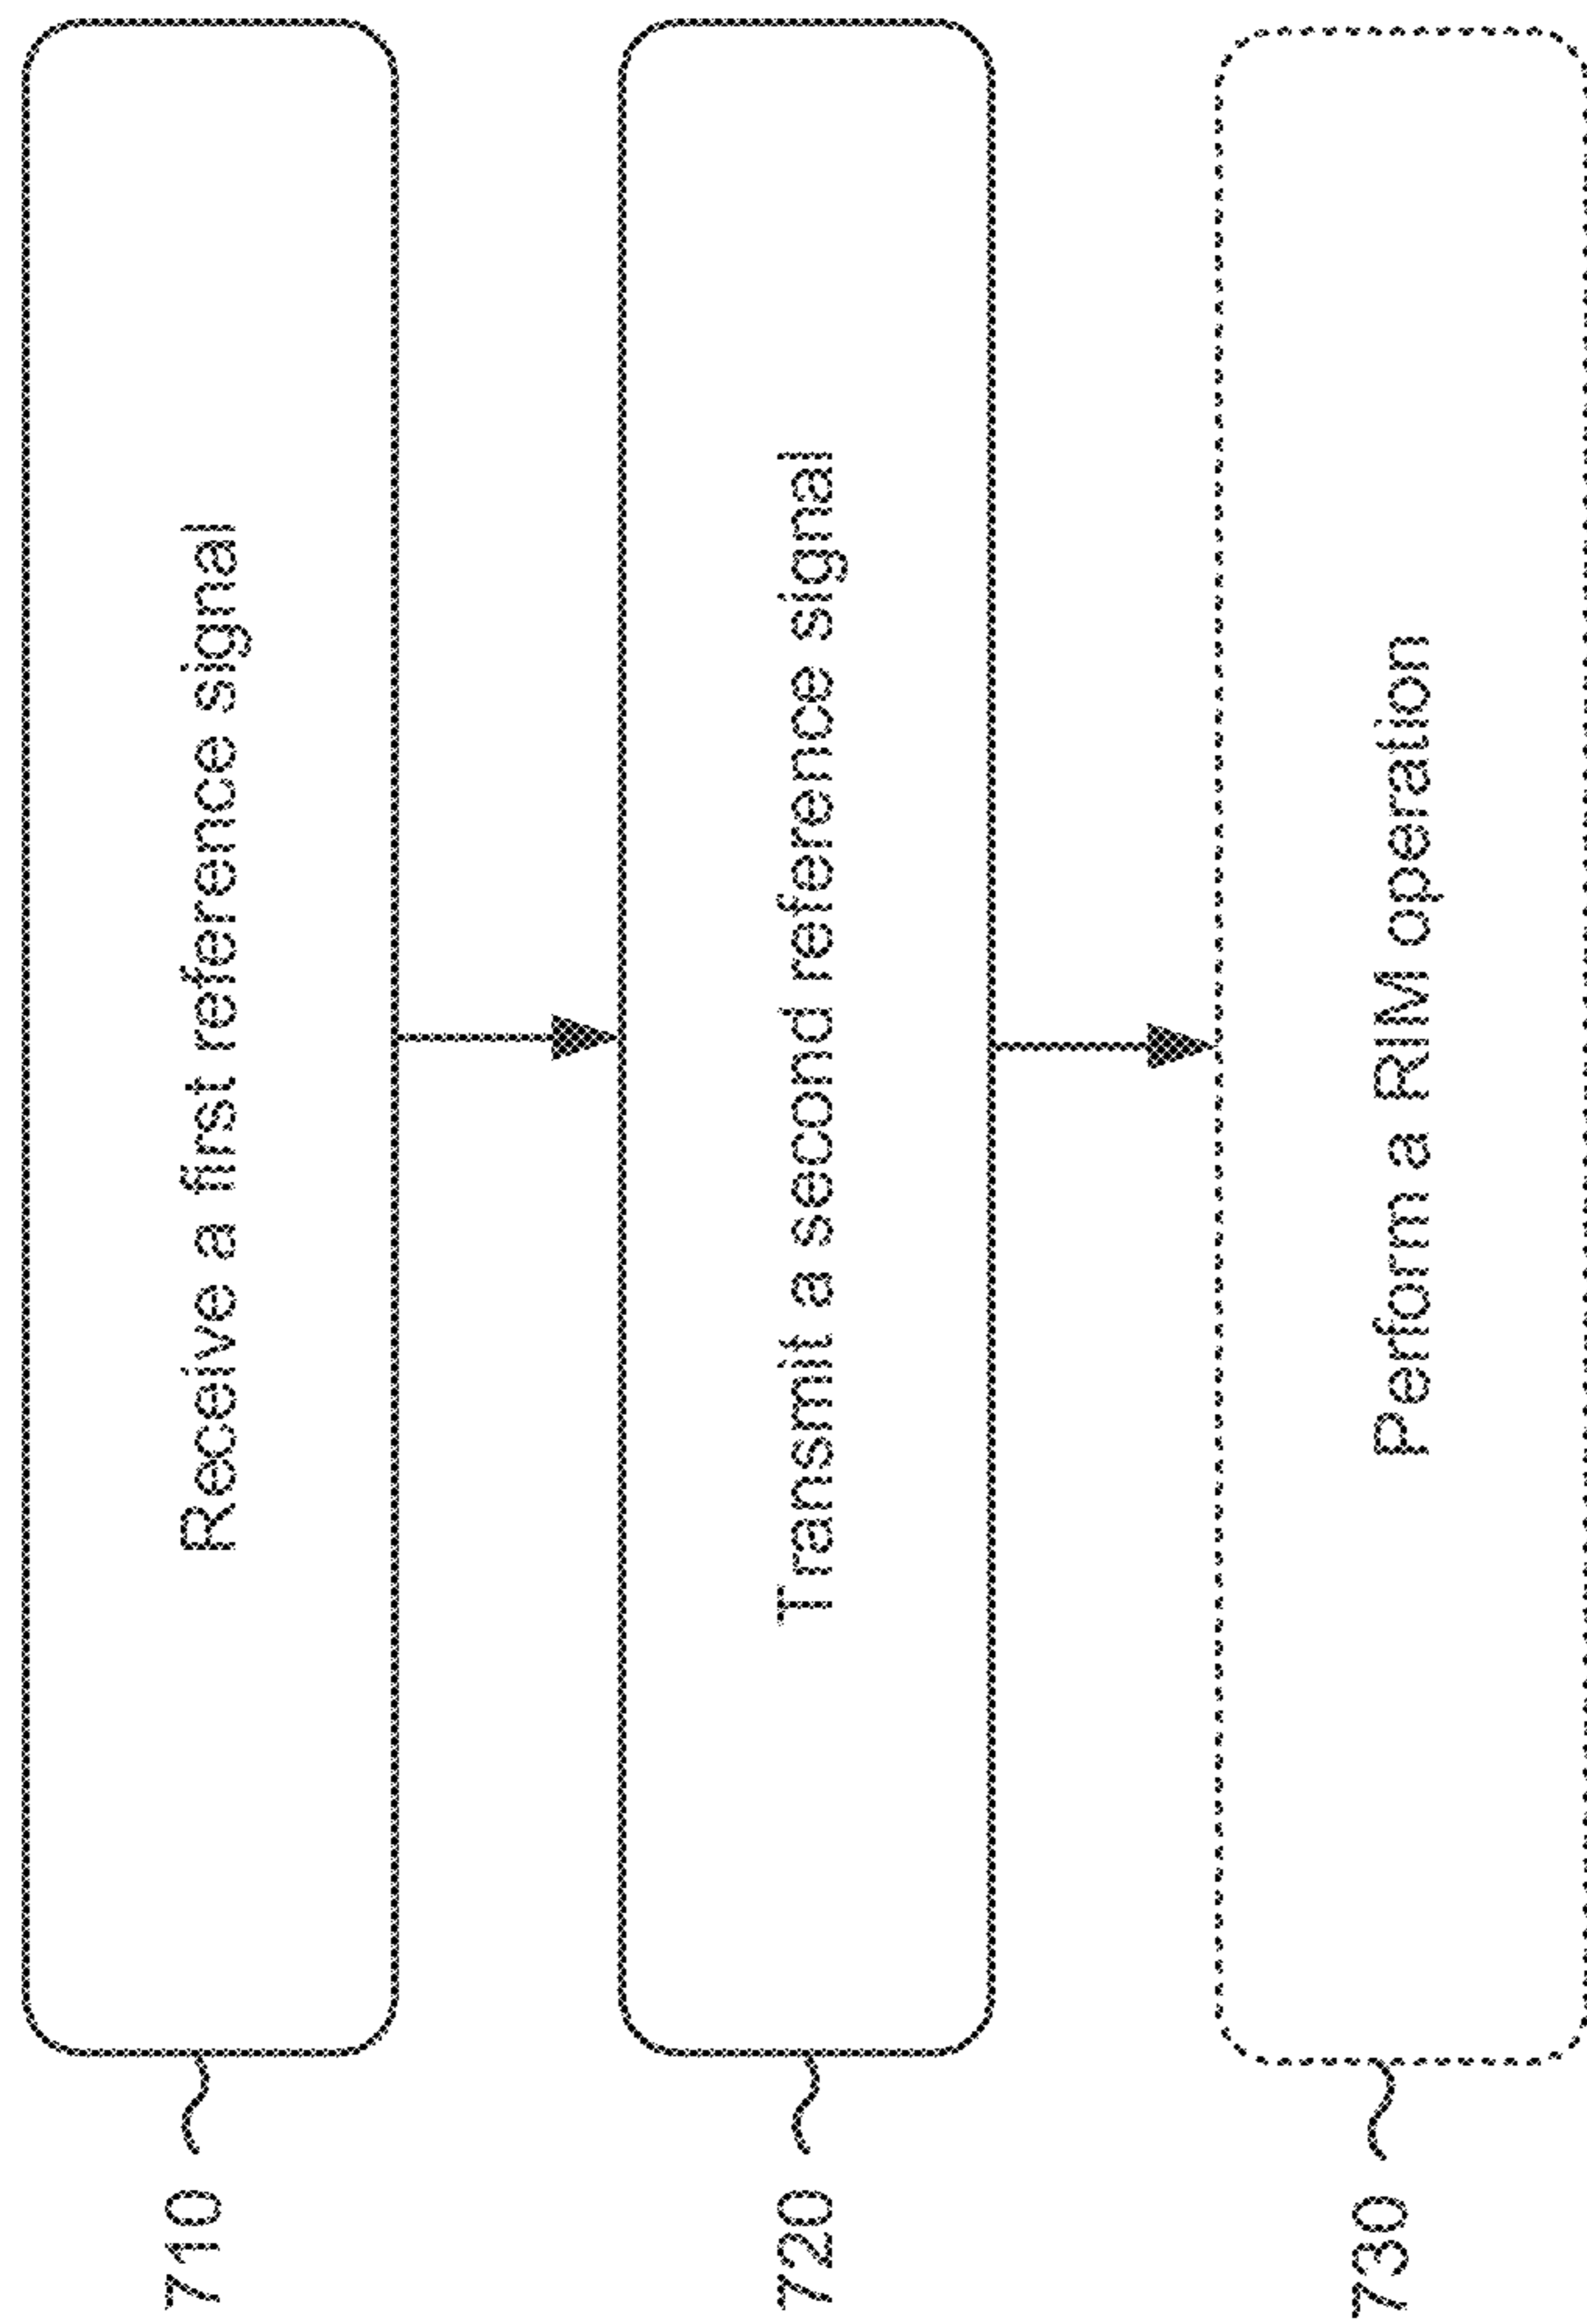 710
Receive a first reference signal
720
Transmit a second reference signal
730
Perform a RIM operation